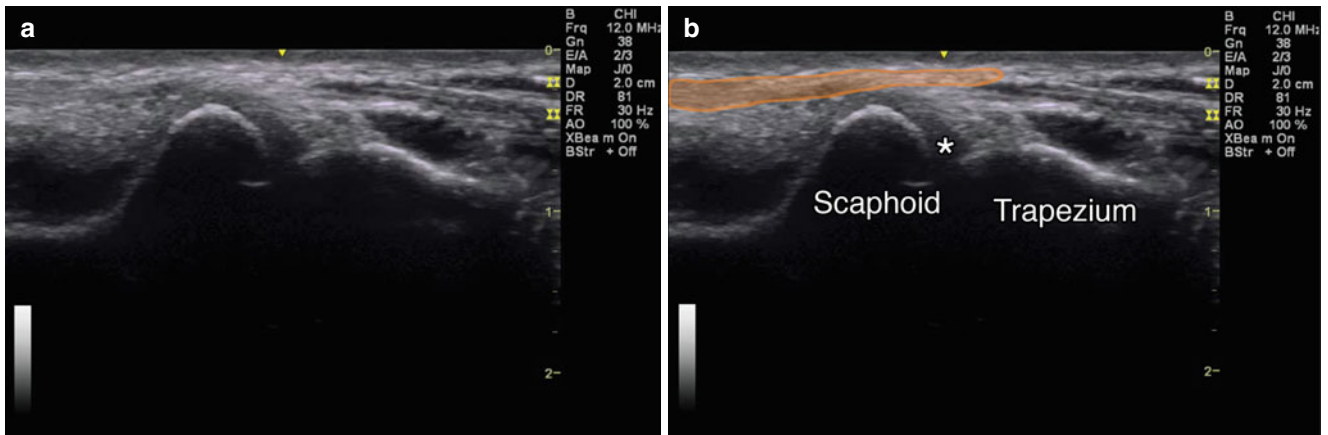 a
B CHI
Frq 12.0 MHz
Gn 38
E/A 2/3
Map J/0
D 2.0 cm
DR 81
FR 30 Hz
AO 100 %
XBeam On
BStr + Off
0
1
2
b
B CHI
Frq 12.0 MHz
Gn 38
E/A 2/3
Map J/0
D 2.0 cm
DR 81
FR 30 Hz
AO 100 %
XBeam On
BStr + Off
0
*
Scaphoid
Trapezium
1
2